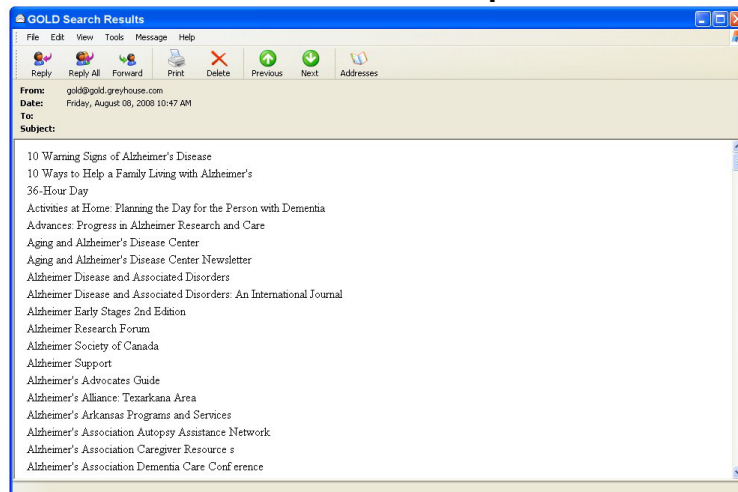 GOLD Search Results
File Edit View Tools Message Help
Reply Reply All Forward Print Delete Previous Next Addresses
From: gold@gold.greyhouse.com
Date: Friday, August 08, 2008 10:47 AM
To:
Subject:
10 Warning Signs of Alzheimer's Disease
10 Ways to Help a Family Living with Alzheimer's
36-Hour Day
Activities at Home: Planning the Day for the Person with Dementia
Advances: Progress in Alzheimer Research and Care
Aging and Alzheimer's Disease Center
Aging and Alzheimer's Disease Center Newsletter
Alzheimer Disease and Associated Disorders
Alzheimer Disease and Associated Disorders: An International Journal
Alzheimer Early Stages 2nd Edition
Alzheimer Research Forum
Alzheimer Society of Canada
Alzheimer Support
Alzheimer's Advocates Guide
Alzheimer's Alliance: Texarkana Area
Alzheimer's Arkansas Programs and Services
Alzheimer's Association Autopsy Assistance Network
Alzheimer's Association Caregiver Resource s
Alzheimer's Association Dementia Care Conf erence